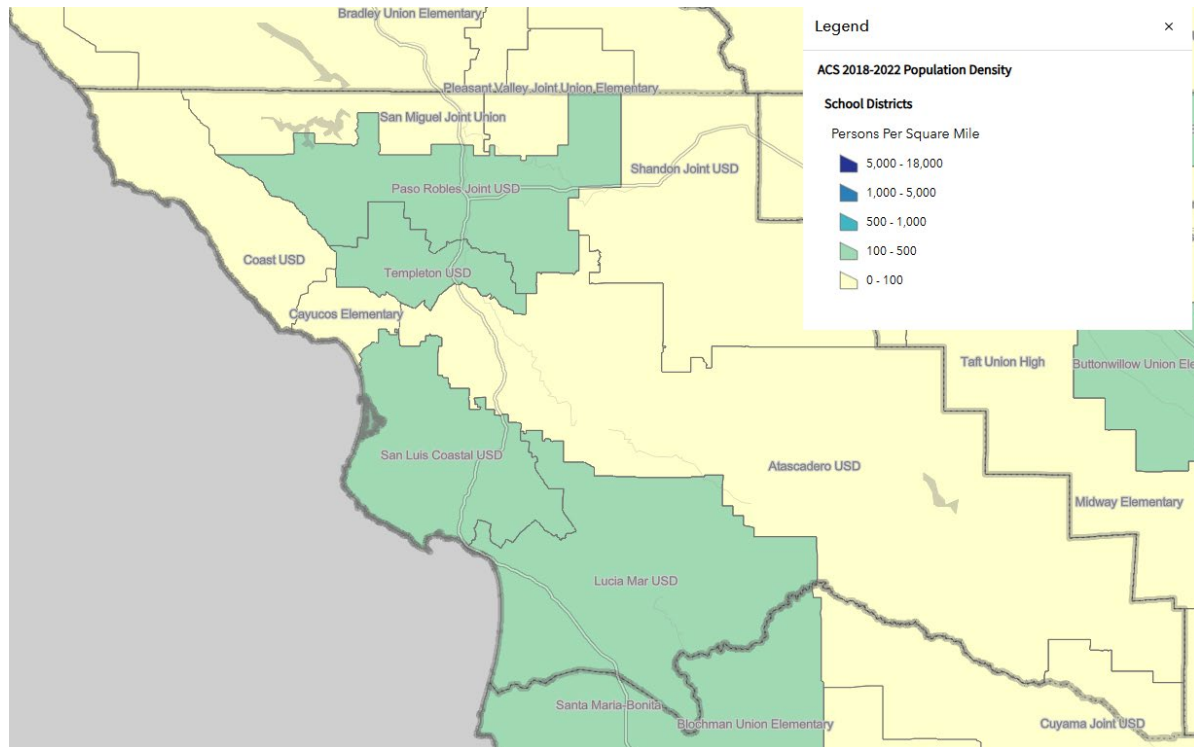 Bradley Union Elementary
Pleasant Valley Joint Union Elementary
San Miguel Joint Union
Shandon Joint USD
Paso Robles Joint USD
Coast USD
Templeton USD
Cayucos Elementary
Taft Union High
Buttonwillow Union Ele
San Luis Coastal USD
Atascadero USD
Midway Elementary
Lucia Mar USD
Santa Maria-Bonita
Blochman Union Elementary
Cuyama Joint USD
Legend ×
ACS 2018-2022 Population Density
School Districts
Persons Per Square Mile
5,000 - 18,000
1,000 - 5,000
500 - 1,000
100 - 500
0 - 100